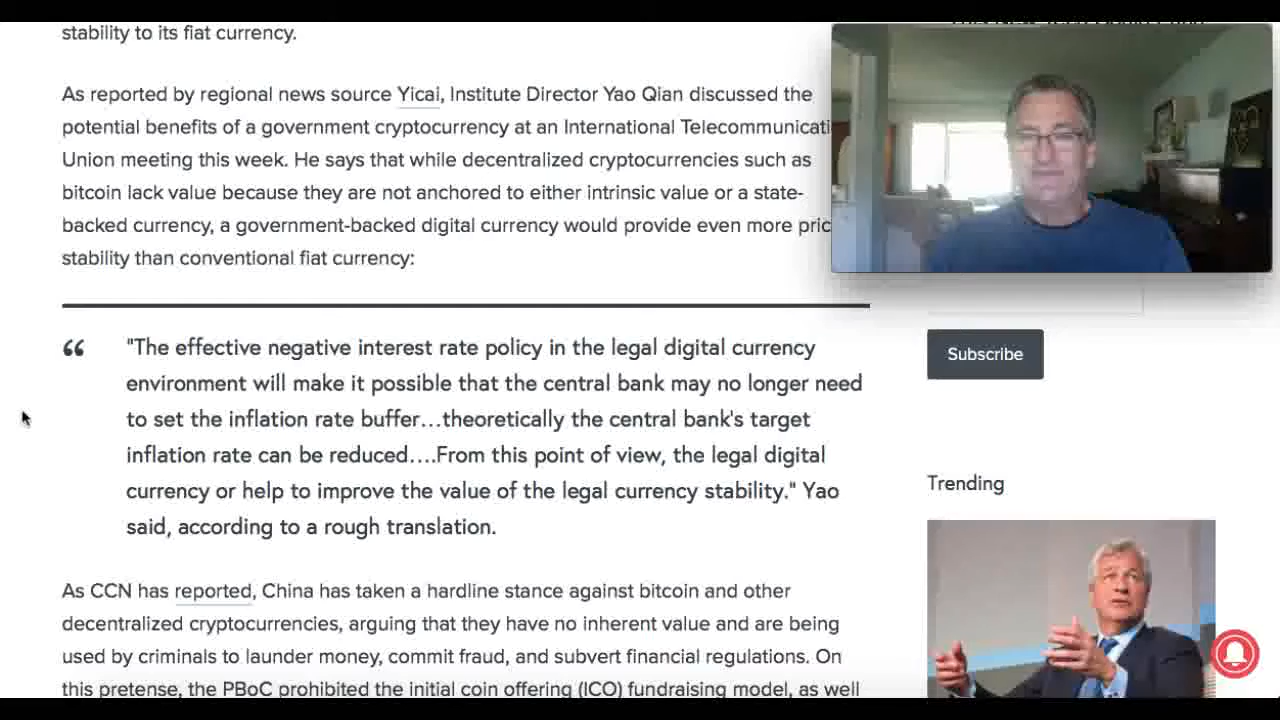 stability to its fiat currency.
As reported by regional news source Yicai, Institute Director Yao Qian discussed the
potential benefits of a government cryptocurrency at an International
Union meeting this week. He says that while decentralized cryptocurrencies such as
bitcoin lack value because they are not anchored to either intrinsic value or a state-
backed currency, a government-backed digital currency would provide even more
stability than conventional fiat currency:
“ "The effective negative interest rate policy in the legal digital currency
environment will make it possible that the central bank may no longer need
to set the inflation rate buffer…theoretically the central bank's target
inflation rate can be reduced….From this point of view, the legal digital
currency or help to improve the value of the legal currency stability." Yao
said, according to a rough translation.
As CCN has reported, China has taken a hardline stance against bitcoin and other
decentralized cryptocurrencies, arguing that they have no inherent value and are being
used by criminals to launder money, commit fraud, and subvert financial regulations. On
this pretense, the PBoC prohibited the initial coin offering (ICO) fundraising model, as well
Subscribe
Trending